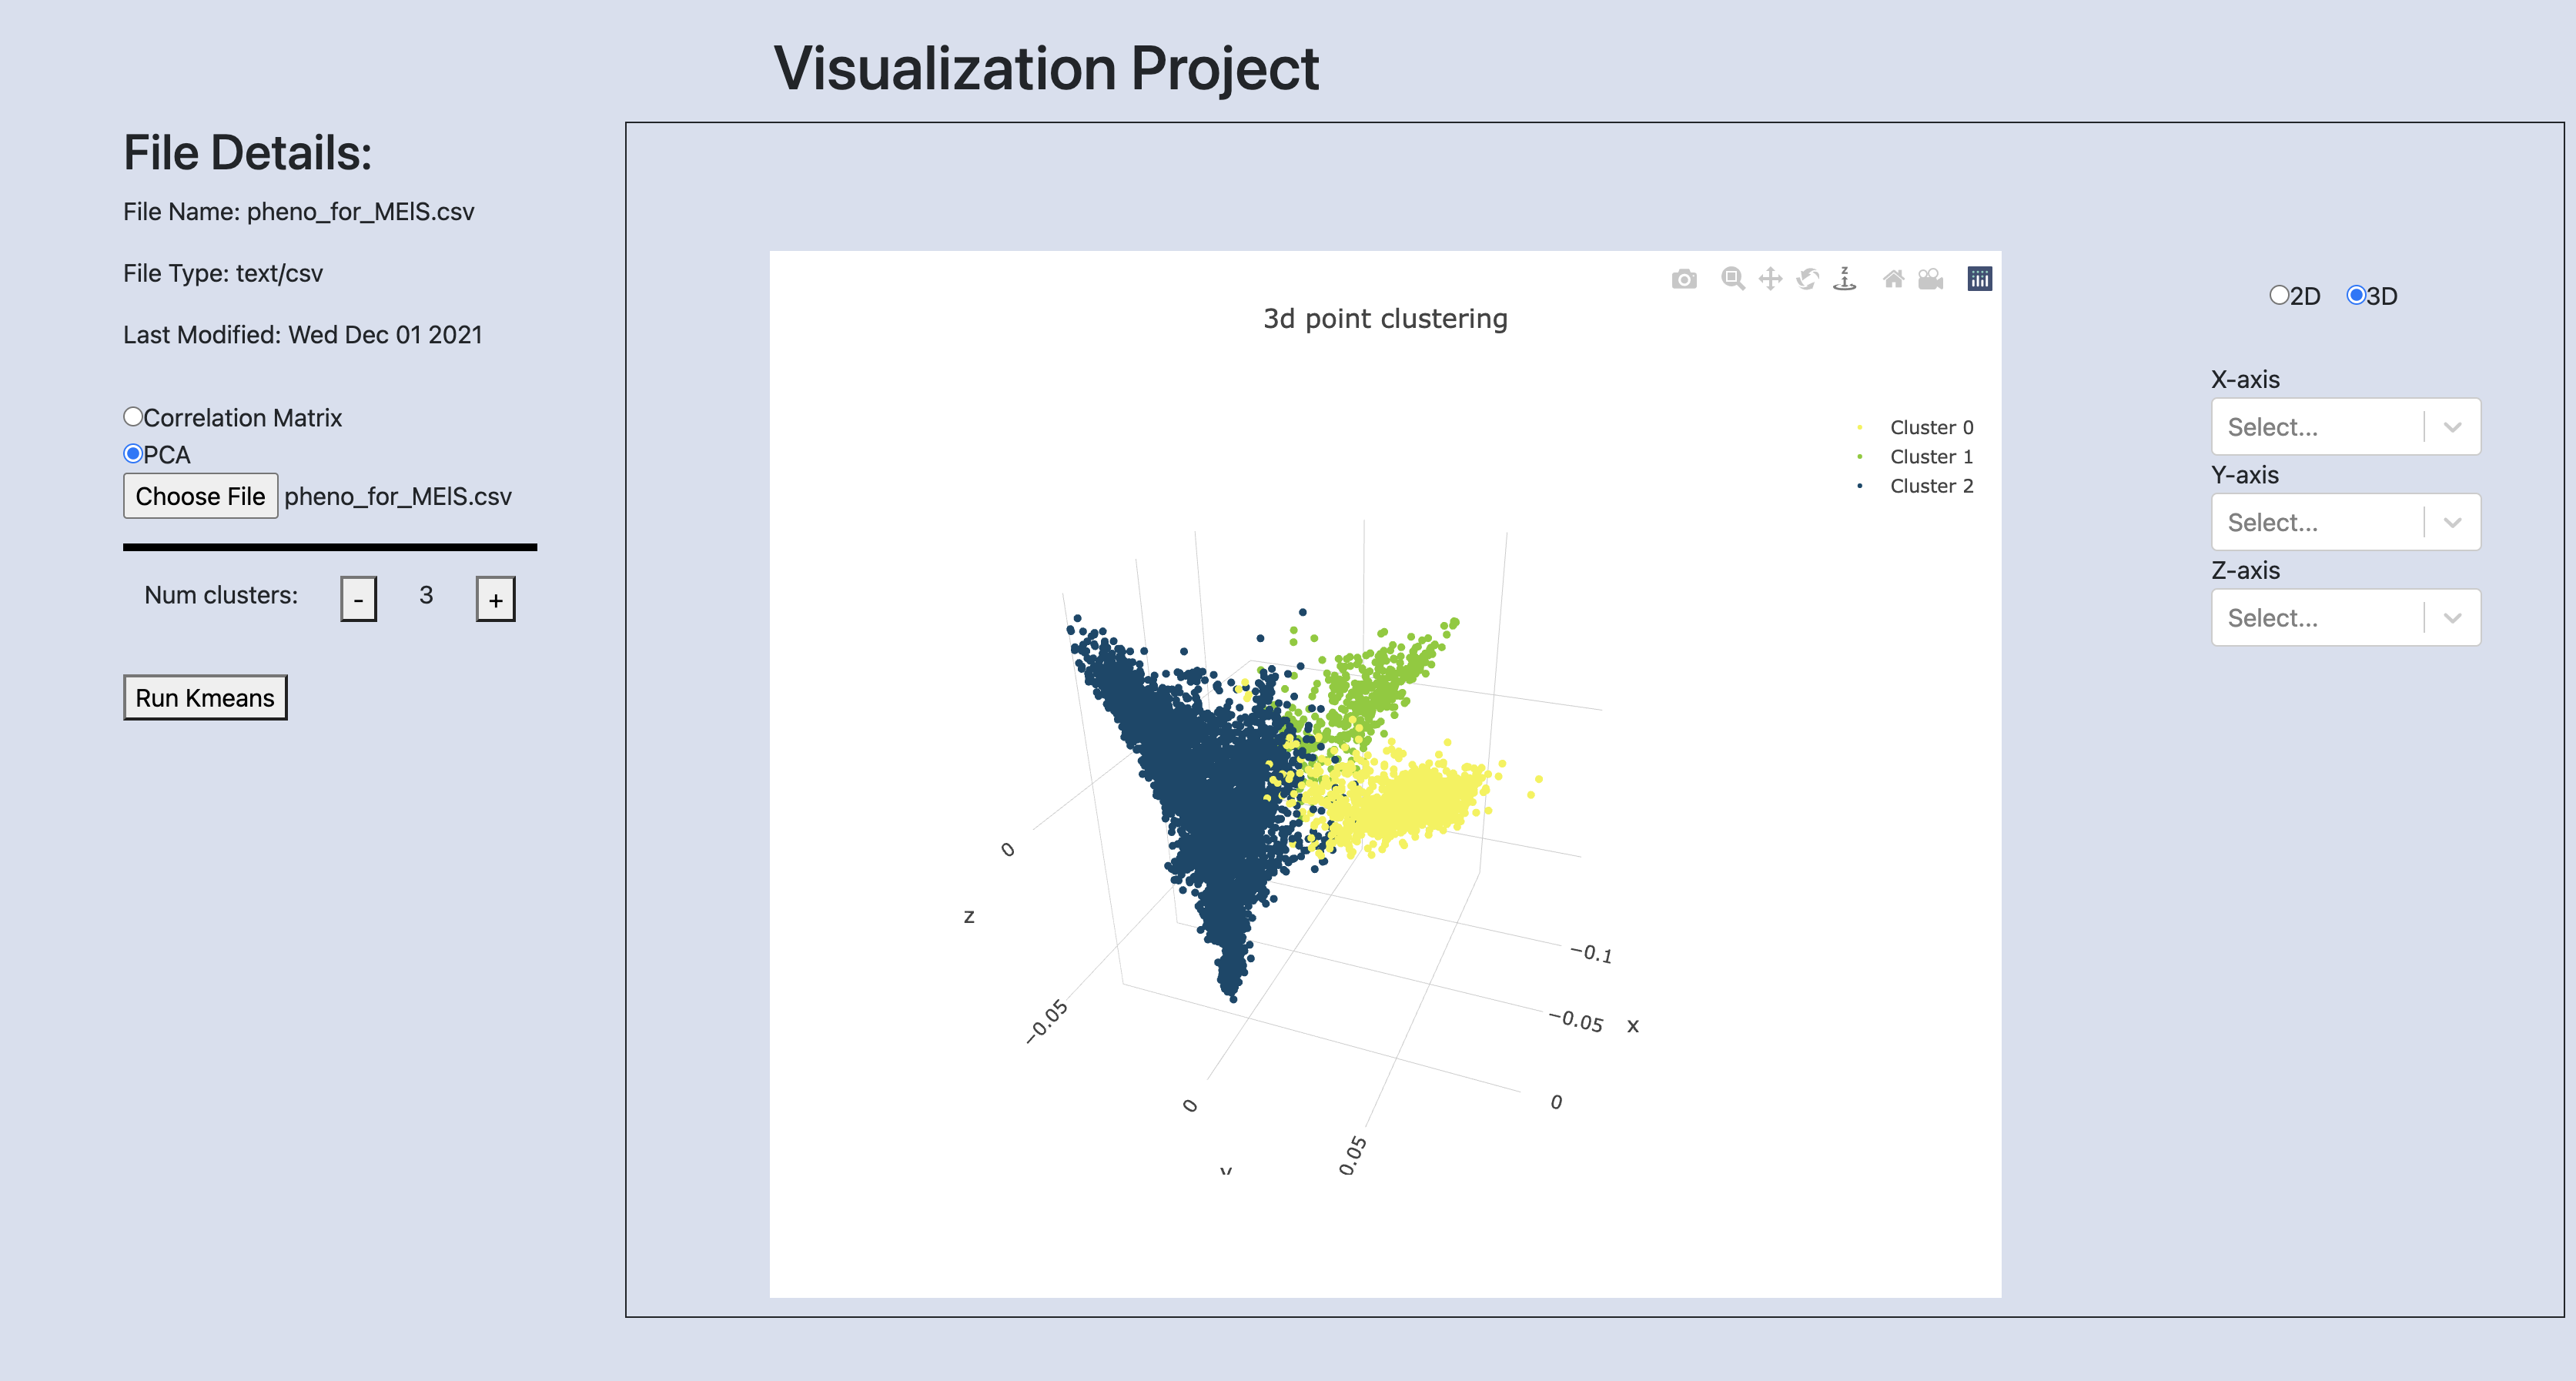 Visualization Project
File Details:
File Name: pheno_for_MElS.csv
File Type: text/csv
Last Modified: Wed Dec 01 2021
Correlation Matrix
PCA
Choose File pheno_for_MElS.csv
Num clusters: - 3 +
Run Kmeans
z
3d point clustering
Cluster 0
Cluster 1
Cluster 2
0
z
−0.05
0
y
0.05
−0.1
−0.05 x
0
2D 3D
X-axis
Select...
Y-axis
Select...
Z-axis
Select...